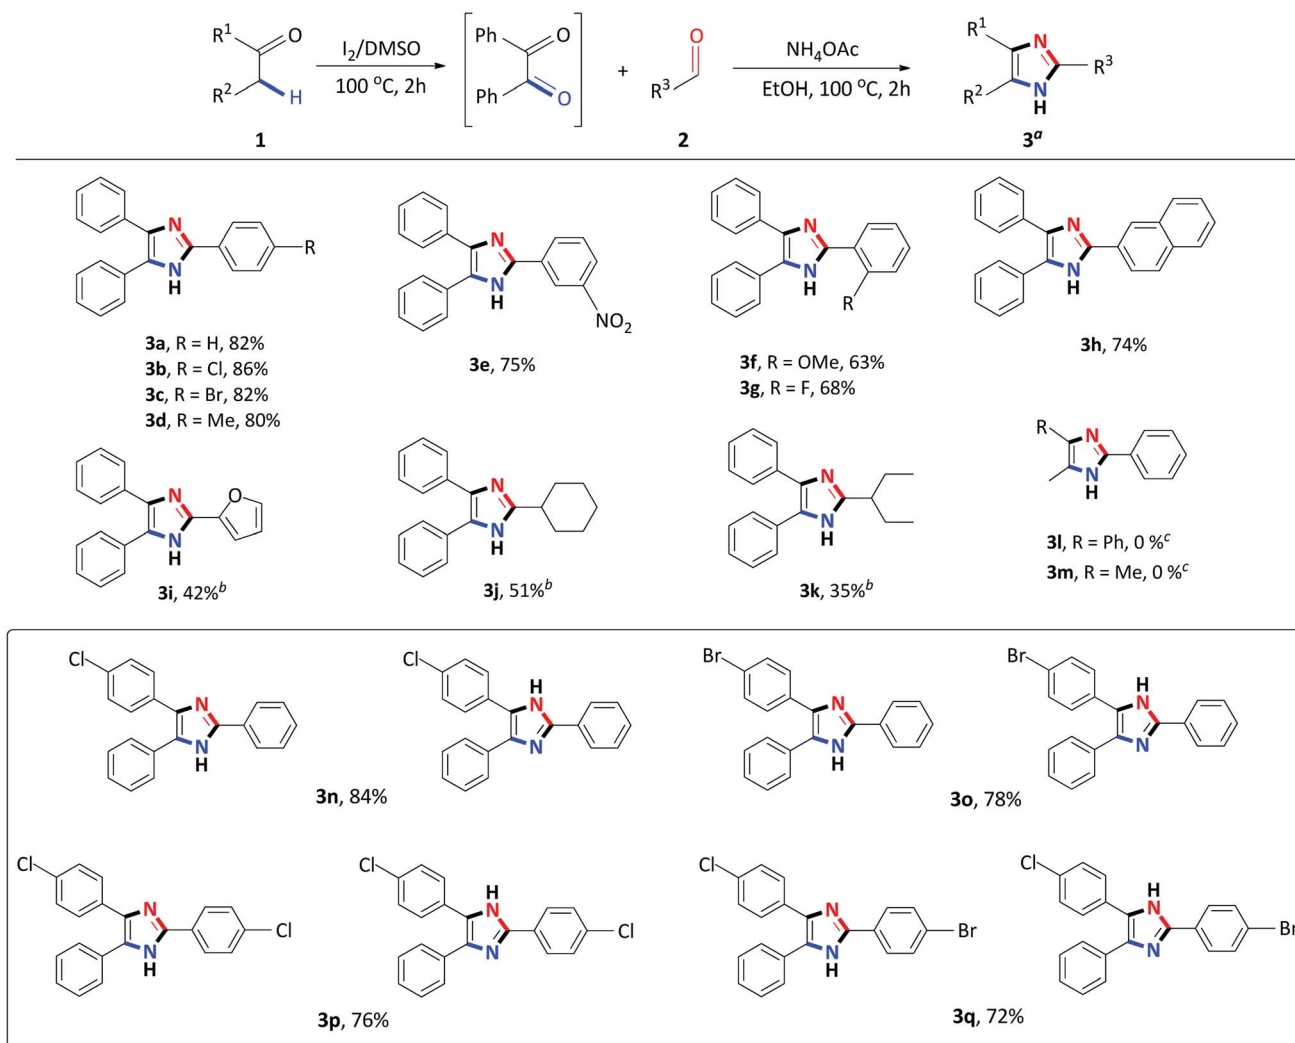 R¹ O I₂/DMSO Ph O O NH₄OAc R¹ N
R² H 100 °C, 2h Ph O + R³ EtOH, 100 °C, 2h R² N H R³
1 2 3ᵃ
N N H R
3a, R = H, 82%
3b, R = Cl, 86%
3c, R = Br, 82%
3d, R = Me, 80%
N N H NO₂
3e, 75%
N N H R
3f, R = OMe, 63%
3g, R = F, 68%
N N H
3h, 74%
N N H O
3i, 42%ᵇ
N N H
3j, 51%ᵇ
N N H
3k, 35%ᵇ
R N N H
3l, R = Ph, 0 %ᶜ
3m, R = Me, 0 %ᶜ
Cl N N H Cl H N N
3n, 84%
Br N N H Br H N N
3o, 78%
Cl N N H Cl Cl H N N Cl
3p, 76%
Cl N N H Br Cl H N N Br
3q, 72%